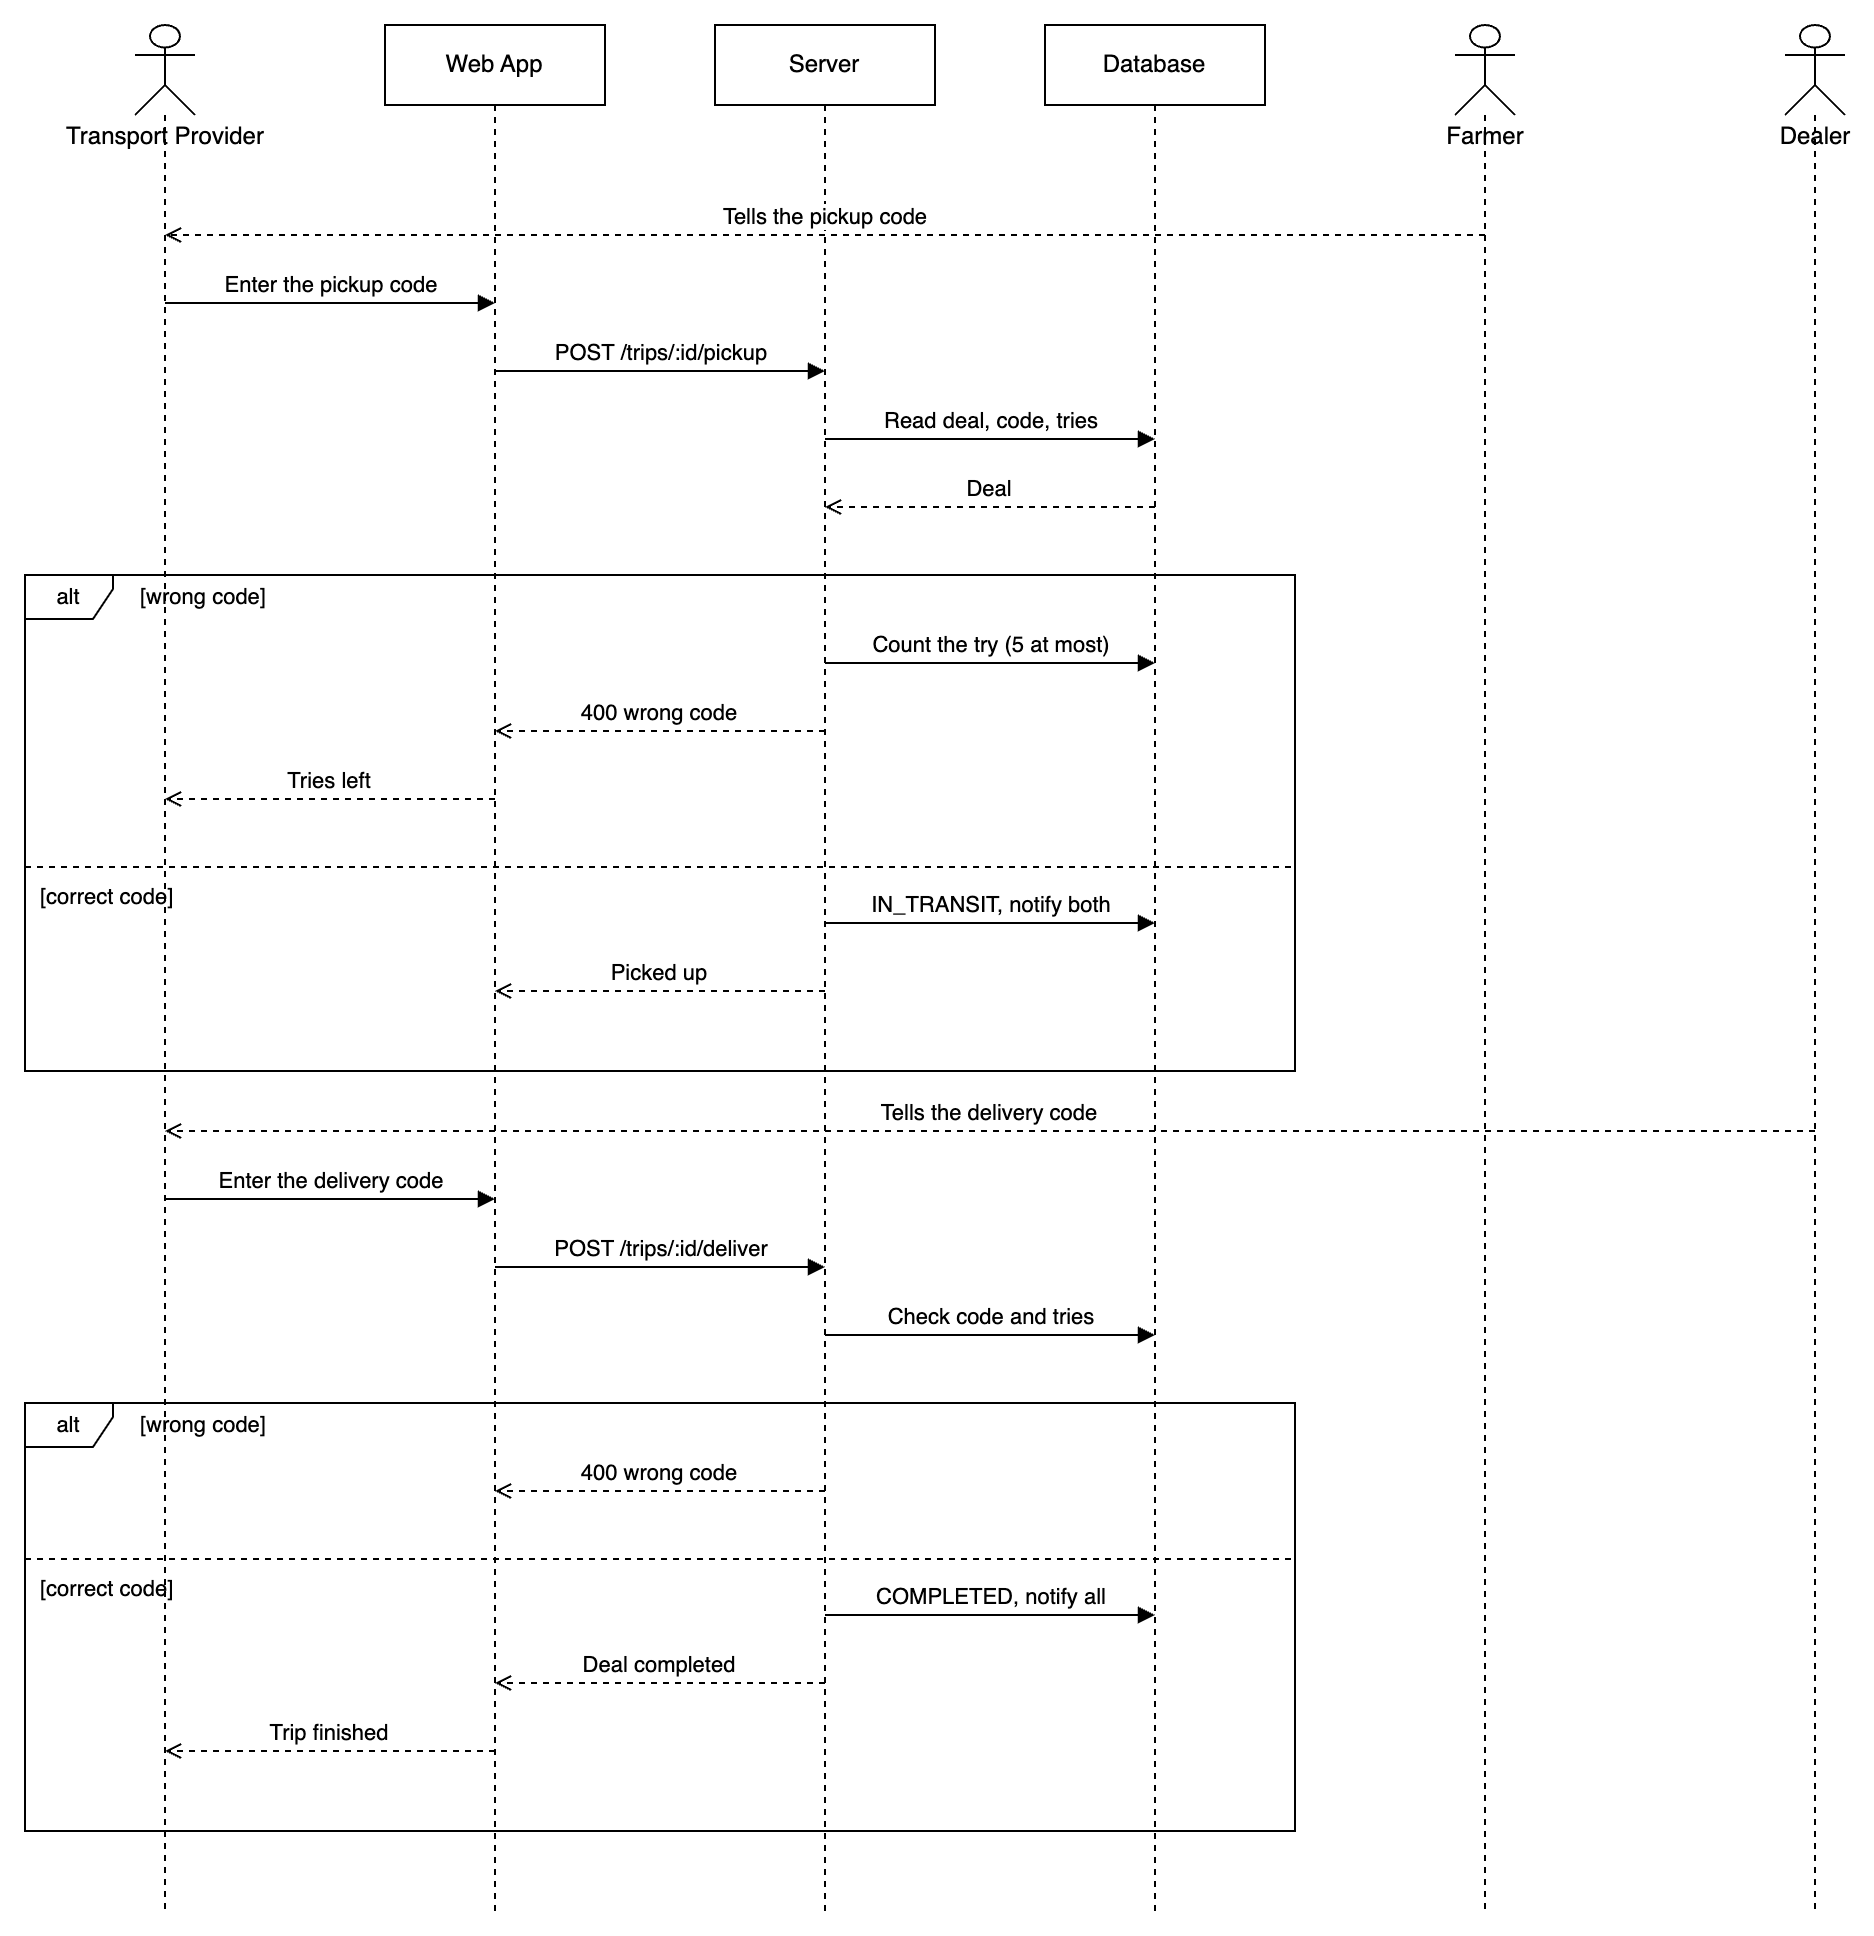 Web App
Server
Database
Transport Provider
Farmer
Dealer
Tells the pickup code
Enter the pickup code
POST /trips/:id/pickup
Read deal, code, tries
Deal
alt
[wrong code]
Count the try (5 at most)
400 wrong code
Tries left
[correct code]
IN_TRANSIT, notify both
Picked up
Tells the delivery code
Enter the delivery code
POST /trips/:id/deliver
Check code and tries
alt
[wrong code]
400 wrong code
[correct code]
COMPLETED, notify all
Deal completed
Trip finished